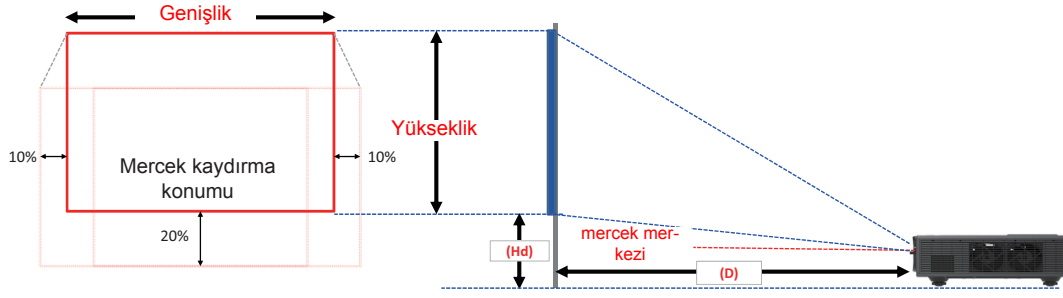 Genişlik
Yükseklik
10%
10%
Mercek kaydırma
konumu
20%
(Hd)
mercek mer-
kezi
(D)